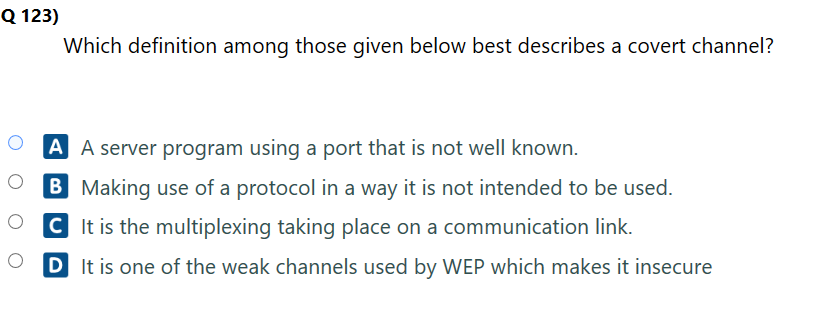 Q 123)
Which definition among those given below best describes a covert channel?
A A server program using a port that is not well known.
B Making use of a protocol in a way it is not intended to be used.
C It is the multiplexing taking place on a communication link.
D It is one of the weak channels used by WEP which makes it insecure